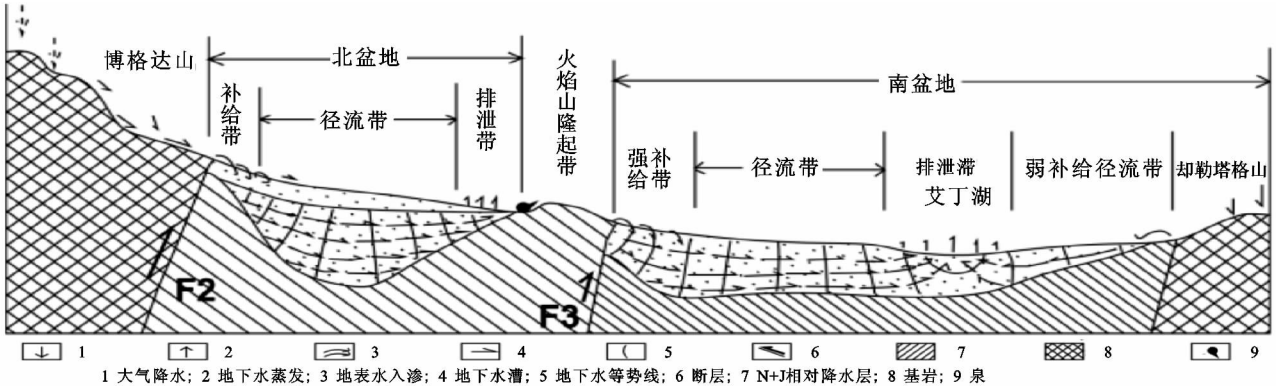 博格达山
北盆地
火焰山隆起带
南盆地
补给带
径流带
排泄带
强补给带
径流带
排泄滞
艾丁湖
弱补给径流带
却勒塔格山
F2
F3
1 2 3 4 5 6 7 8 9
1 大气降水; 2 地下水蒸发; 3 地表水入渗; 4 地下水漕; 5 地下水等势线; 6 断层; 7 N+J相对降水层; 8 基岩; 9 泉